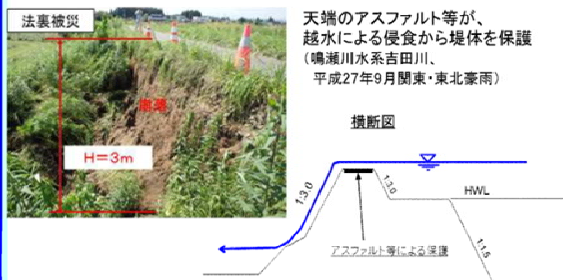 法裏被災
崩落
H=3m
天端のアスファルト等が、
越水による侵食から堤体を保護
(鳴瀬川水系吉田川、
平成27年9月関東・東北豪雨)
横断図
1:3.0
1:3.0
HWL
1:1.5
アスファルト等による保護